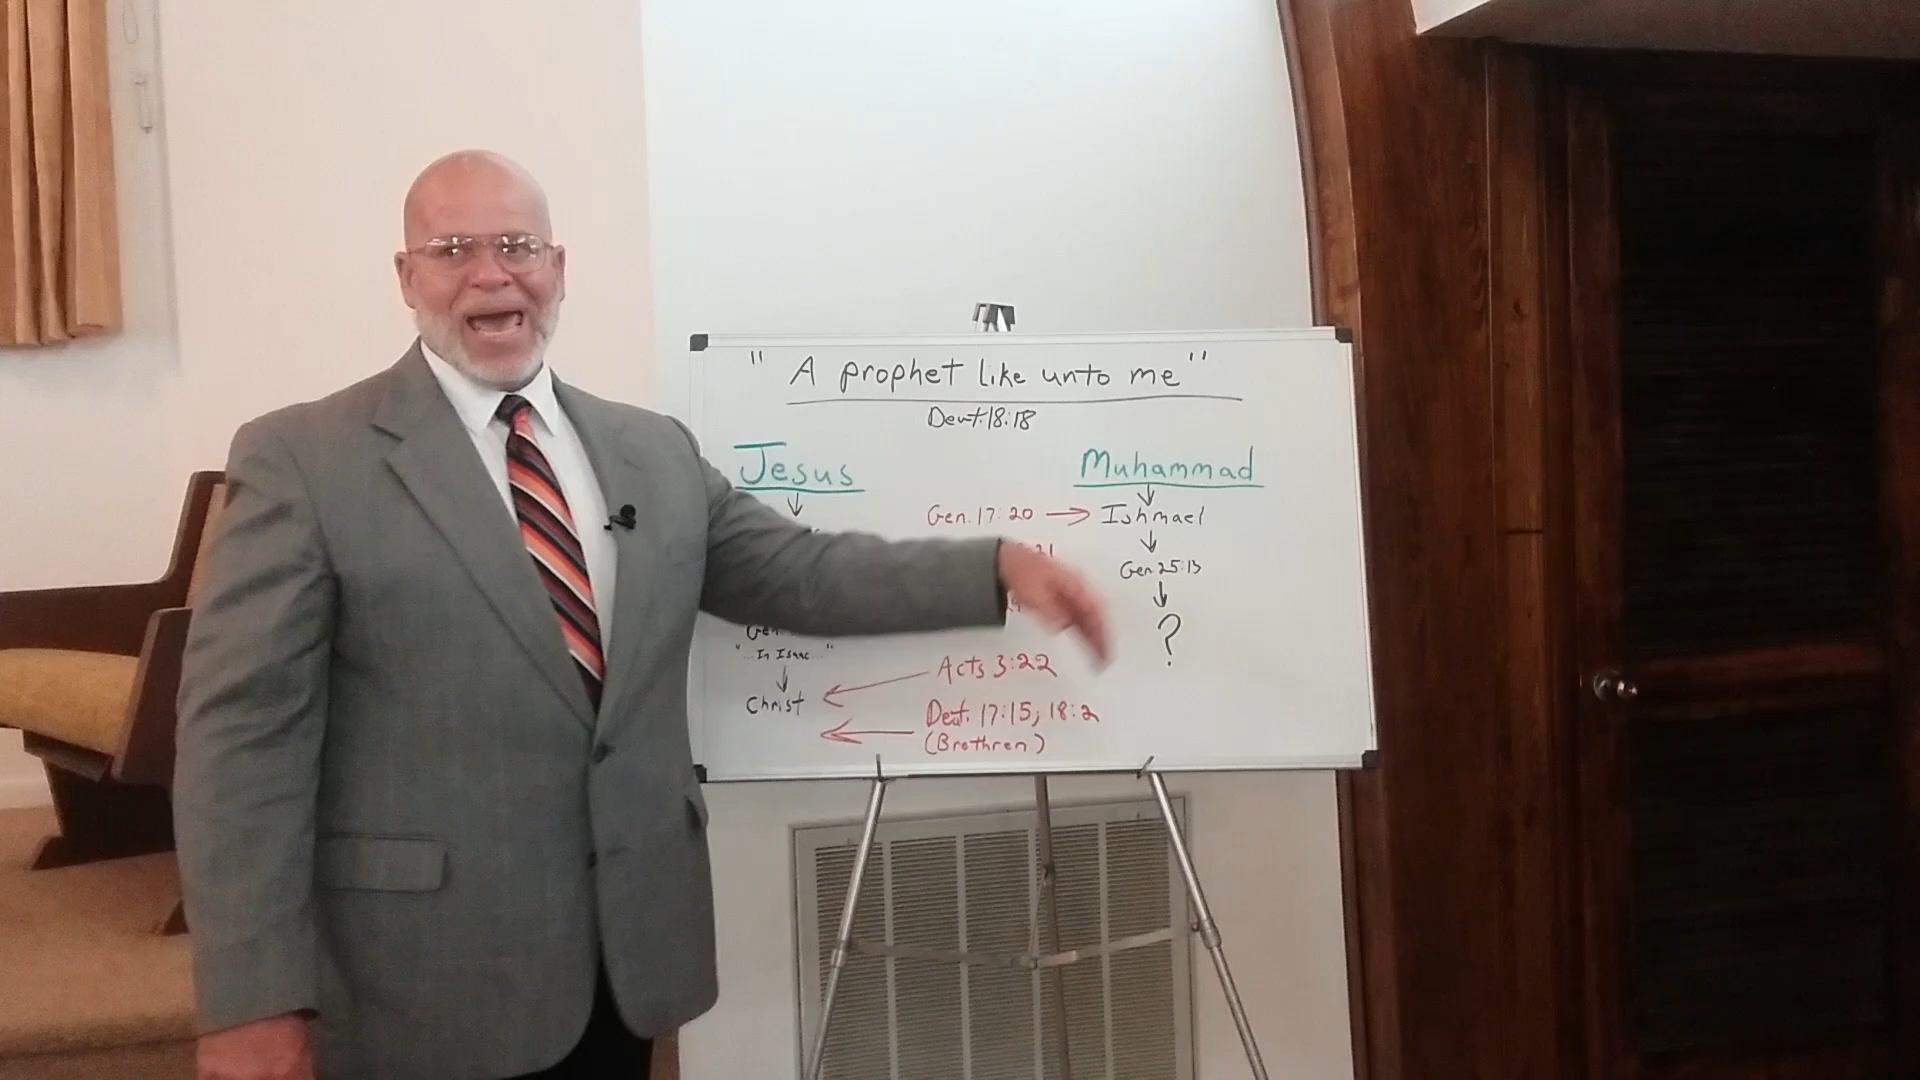 " A prophet like unto me "
Deut. 18:18
Jesus
Muhammad
Gen. 17:20
Ishmael
Gen 25:13
?
"...In Isaac..."
Acts 3:22
Christ
Deut. 17:15; 18:2
(Brethren)